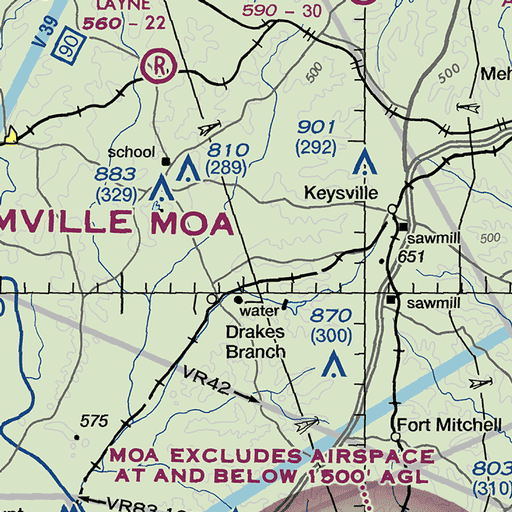 LAYNE
560 - 22
590 - 30
V 39
90
R
500
500
Meh
school
810
(289)
901
(292)
883
(329)
Keysville
MVILLE MOA
sawmill
500
651
water
sawmill
Drakes
Branch
870
(300)
VR42
575
Fort Mitchell
MOA EXCLUDES AIRSPACE
AT AND BELOW 1500' AGL
803
(310)
VR83